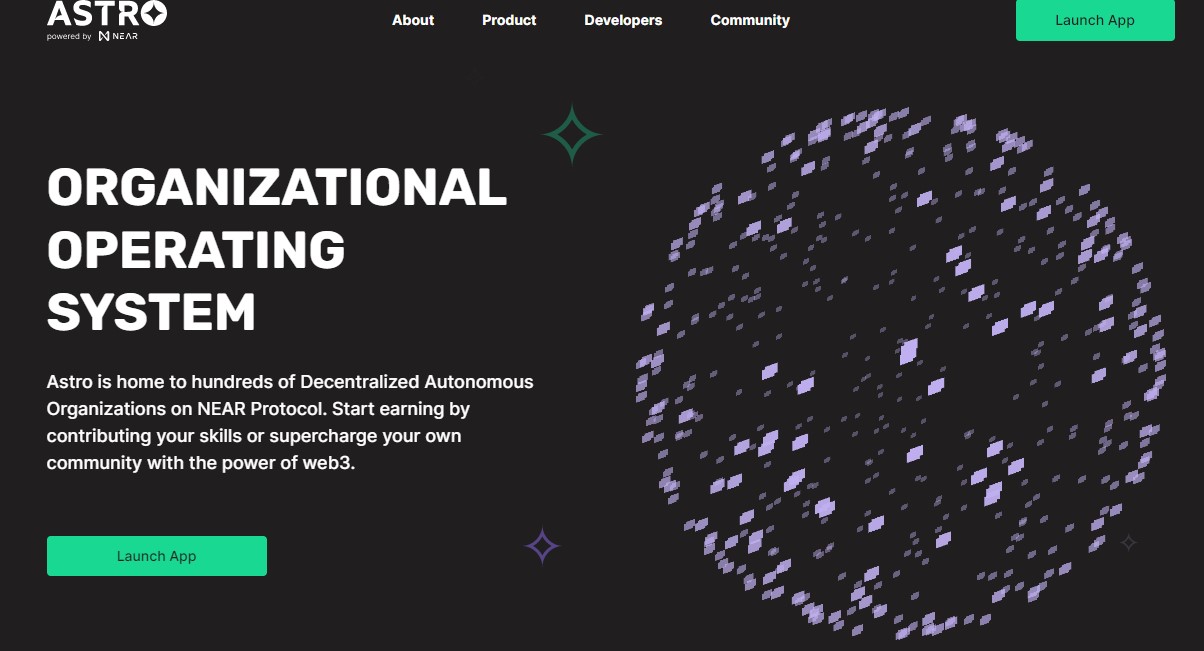 ASTRO
powered by NEAR
About Product Developers Community
Launch App
ORGANIZATIONAL
OPERATING
SYSTEM
Astro is home to hundreds of Decentralized Autonomous
Organizations on NEAR Protocol. Start earning by
contributing your skills or supercharge your own
community with the power of web3.
Launch App